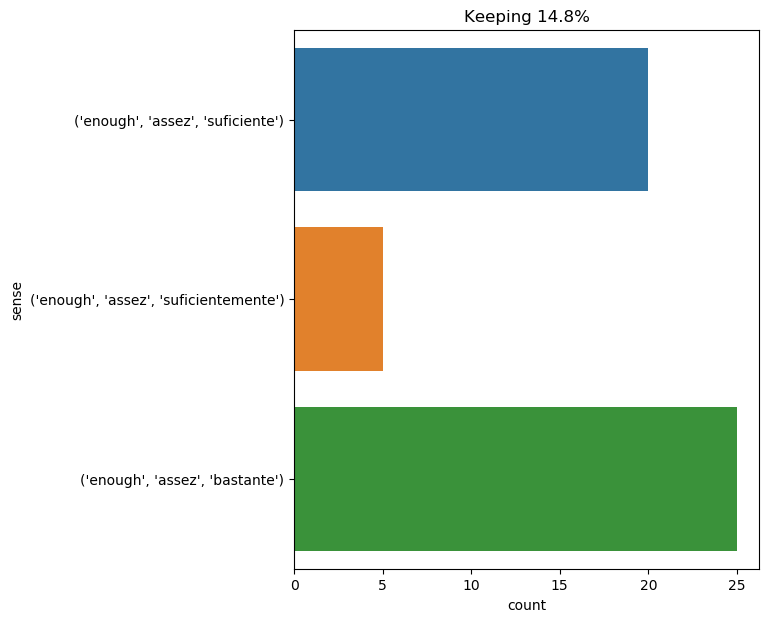 Keeping 14.8%
('enough', 'assez', 'suficiente')
('enough', 'assez', 'suficientemente')
('enough', 'assez', 'bastante')
sense
0 5 10 15 20 25
count